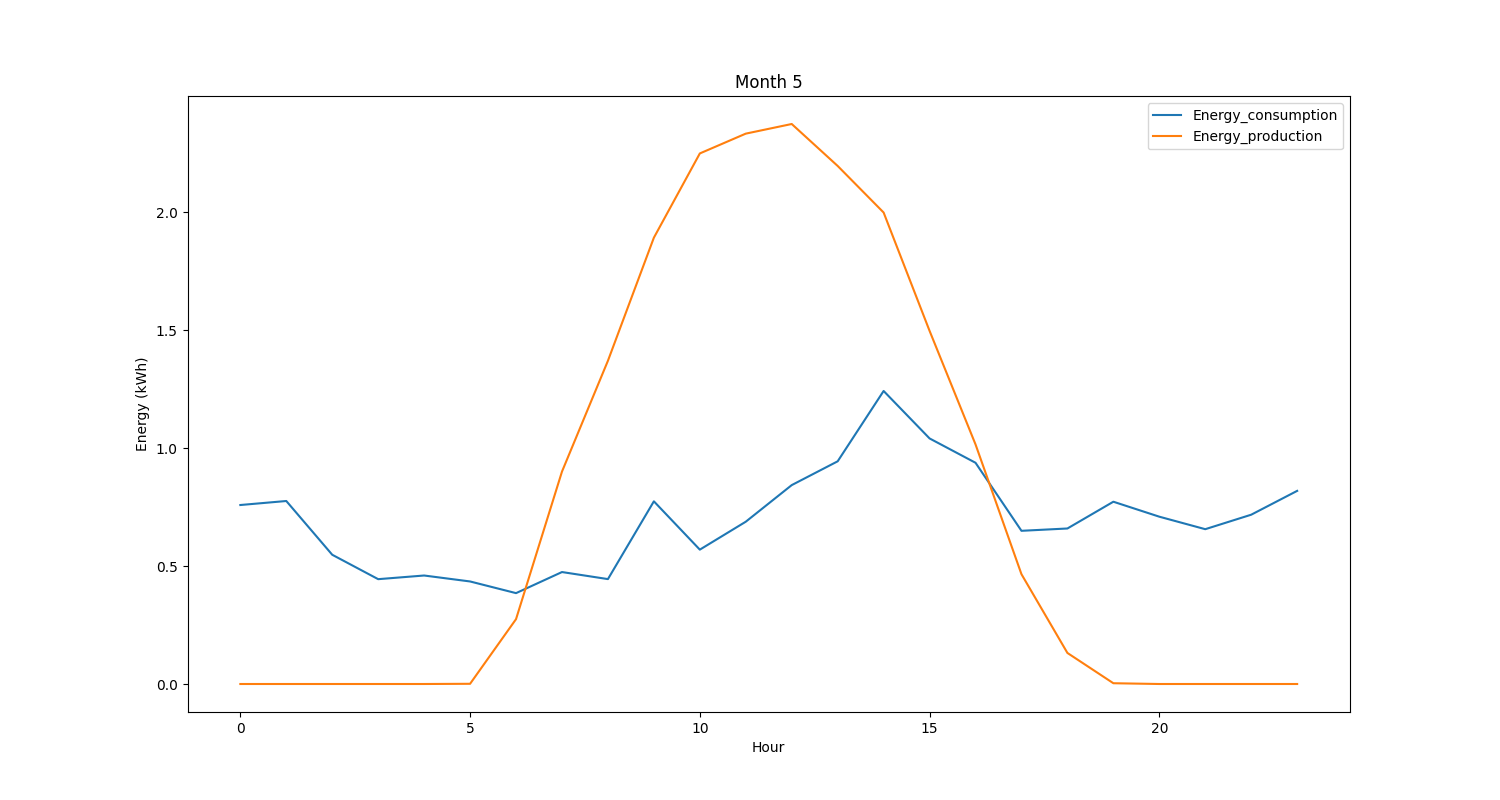 Month 5
Energy_consumption
Energy_production
2.0
1.5
1.0
0.5
0.0
Energy (kWh)
0 5 10 15 20
Hour